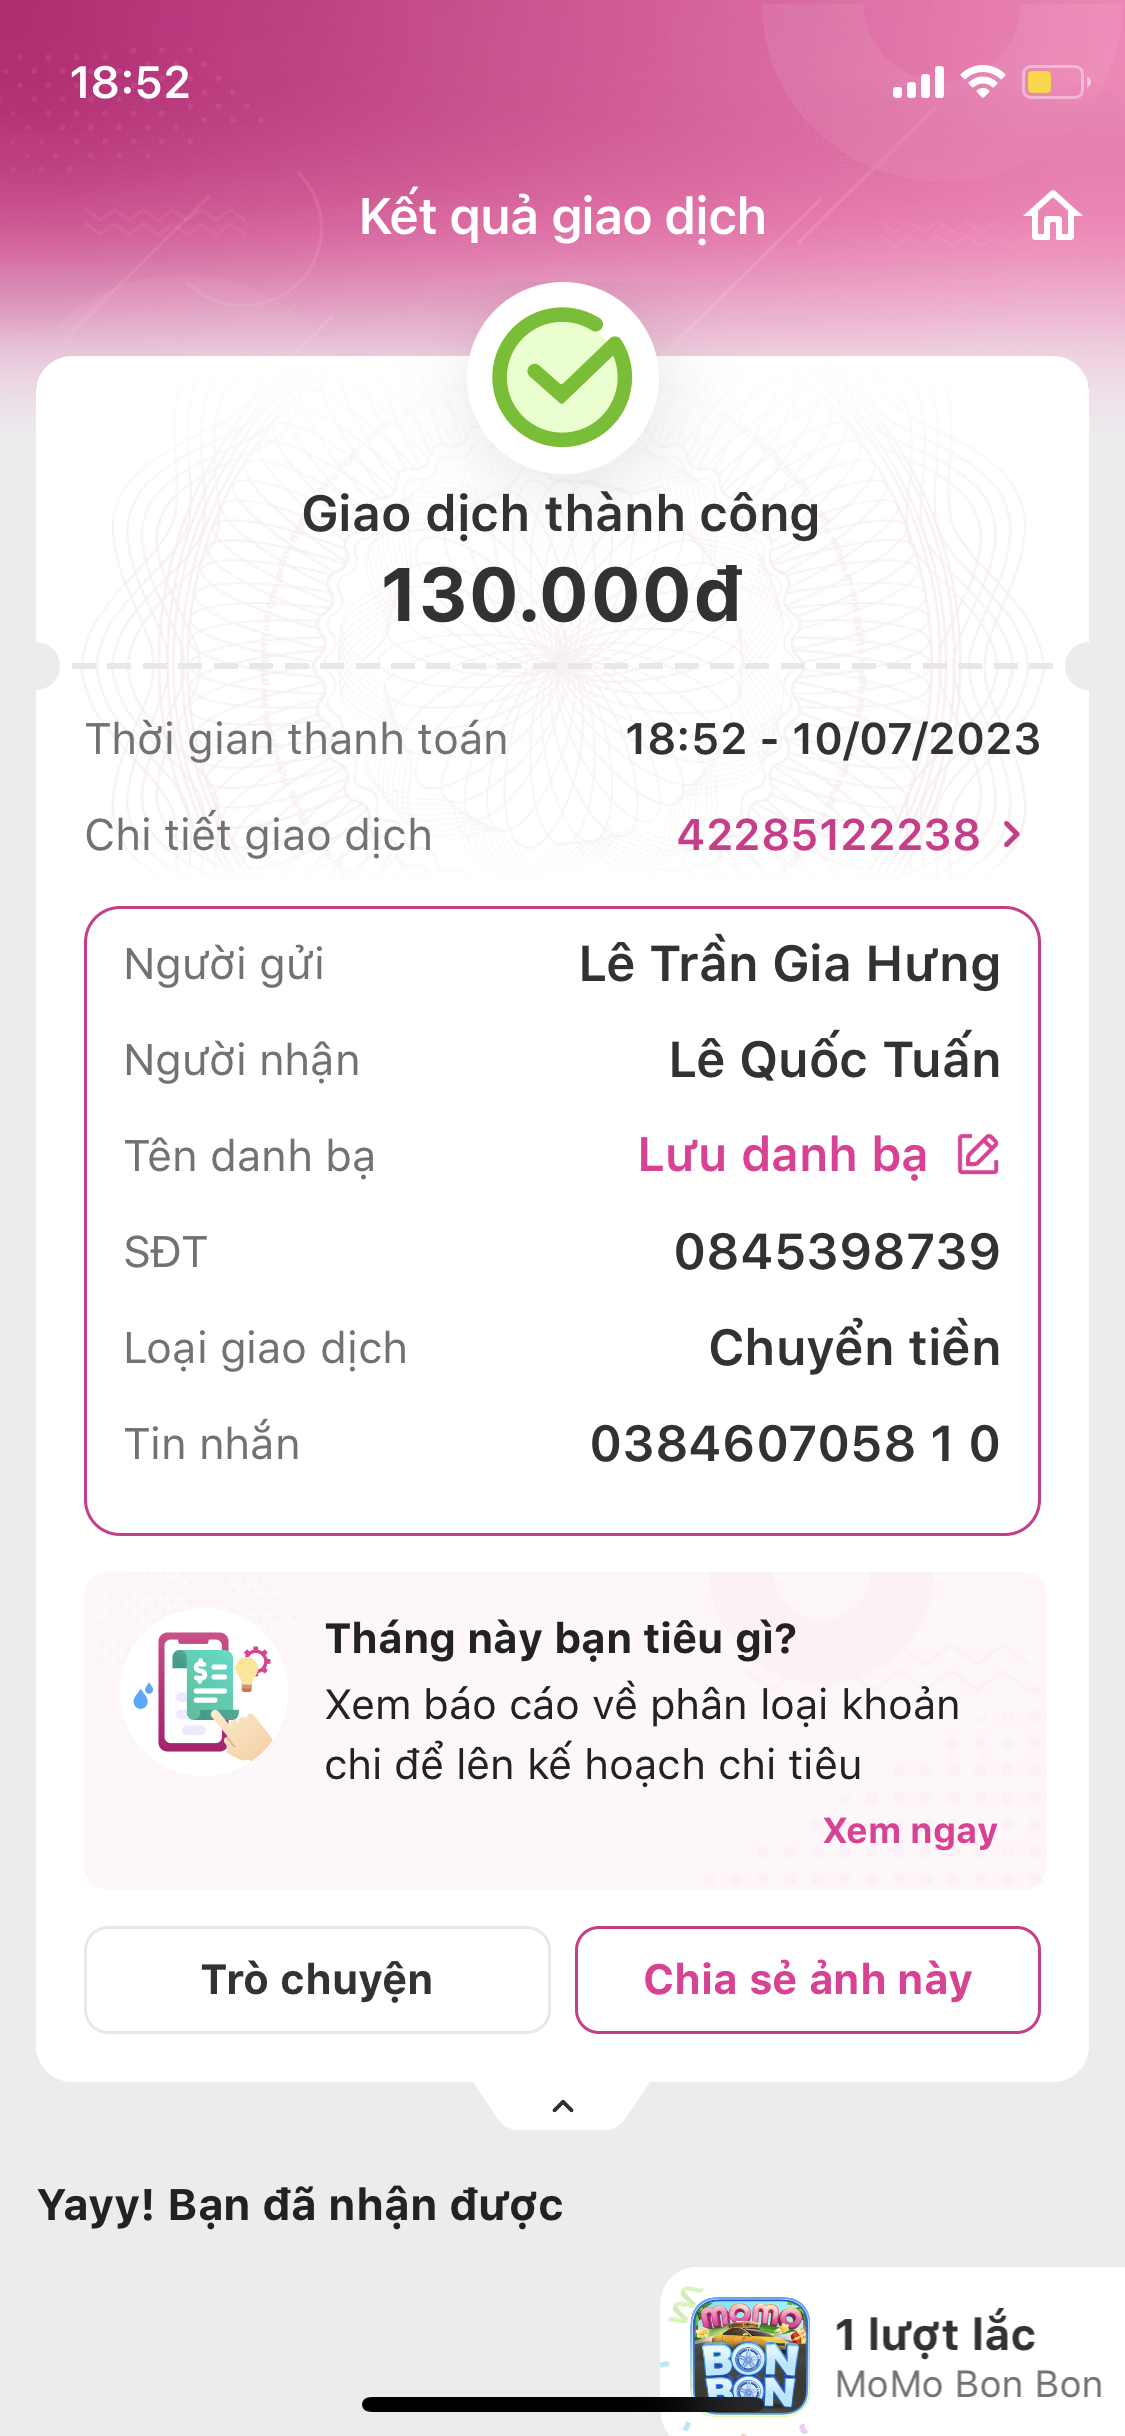 18:52
Kết quả giao dịch
Giao dịch thành công
130.000đ
Thời gian thanh toán 18:52 - 10/07/2023
Chi tiết giao dịch 42285122238
Người gửi Lê Trần Gia Hưng
Người nhận Lê Quốc Tuấn
Tên danh bạ Lưu danh bạ
SĐT 0845398739
Loại giao dịch Chuyển tiền
Tin nhắn 0384607058 1 0
Tháng này bạn tiêu gì?
Xem báo cáo về phân loại khoản
chi để lên kế hoạch chi tiêu
Xem ngay
Trò chuyện Chia sẻ ảnh này
Yayy! Bạn đã nhận được
momo
BON
BON
1 lượt lắc
MoMo Bon Bon